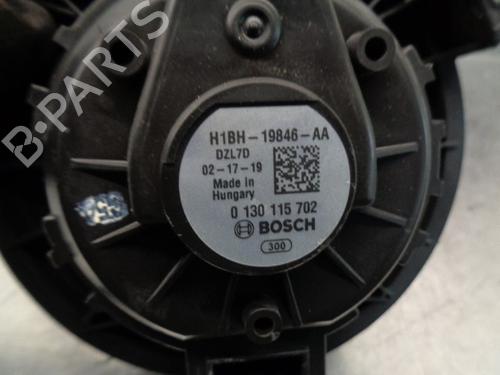 H1BH-19846-AA
DZL7D
02-17-19
Made in
Hungary
0 130 115 702
BOSCH
300
B-PARTS